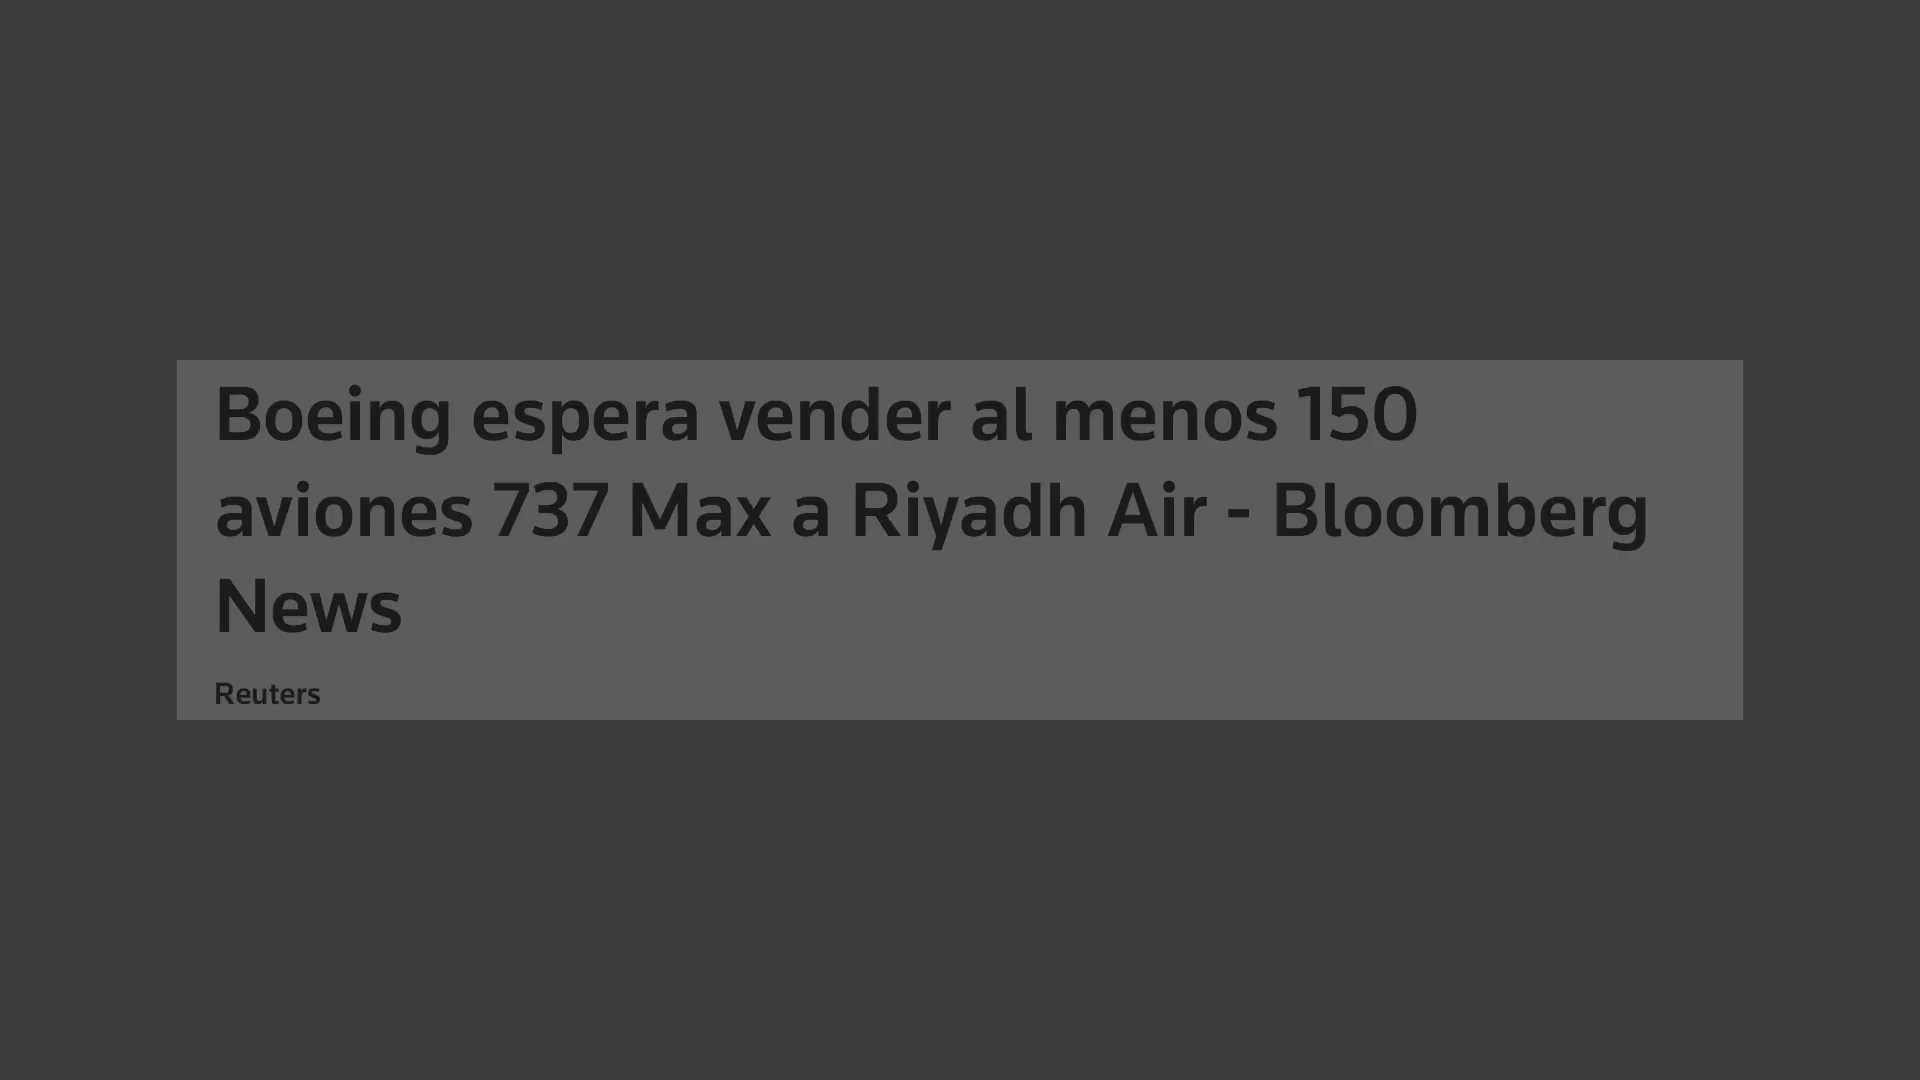 Boeing espera vender al menos 150
aviones 737 Max a Riyadh Air - Bloomberg
News
Reuters